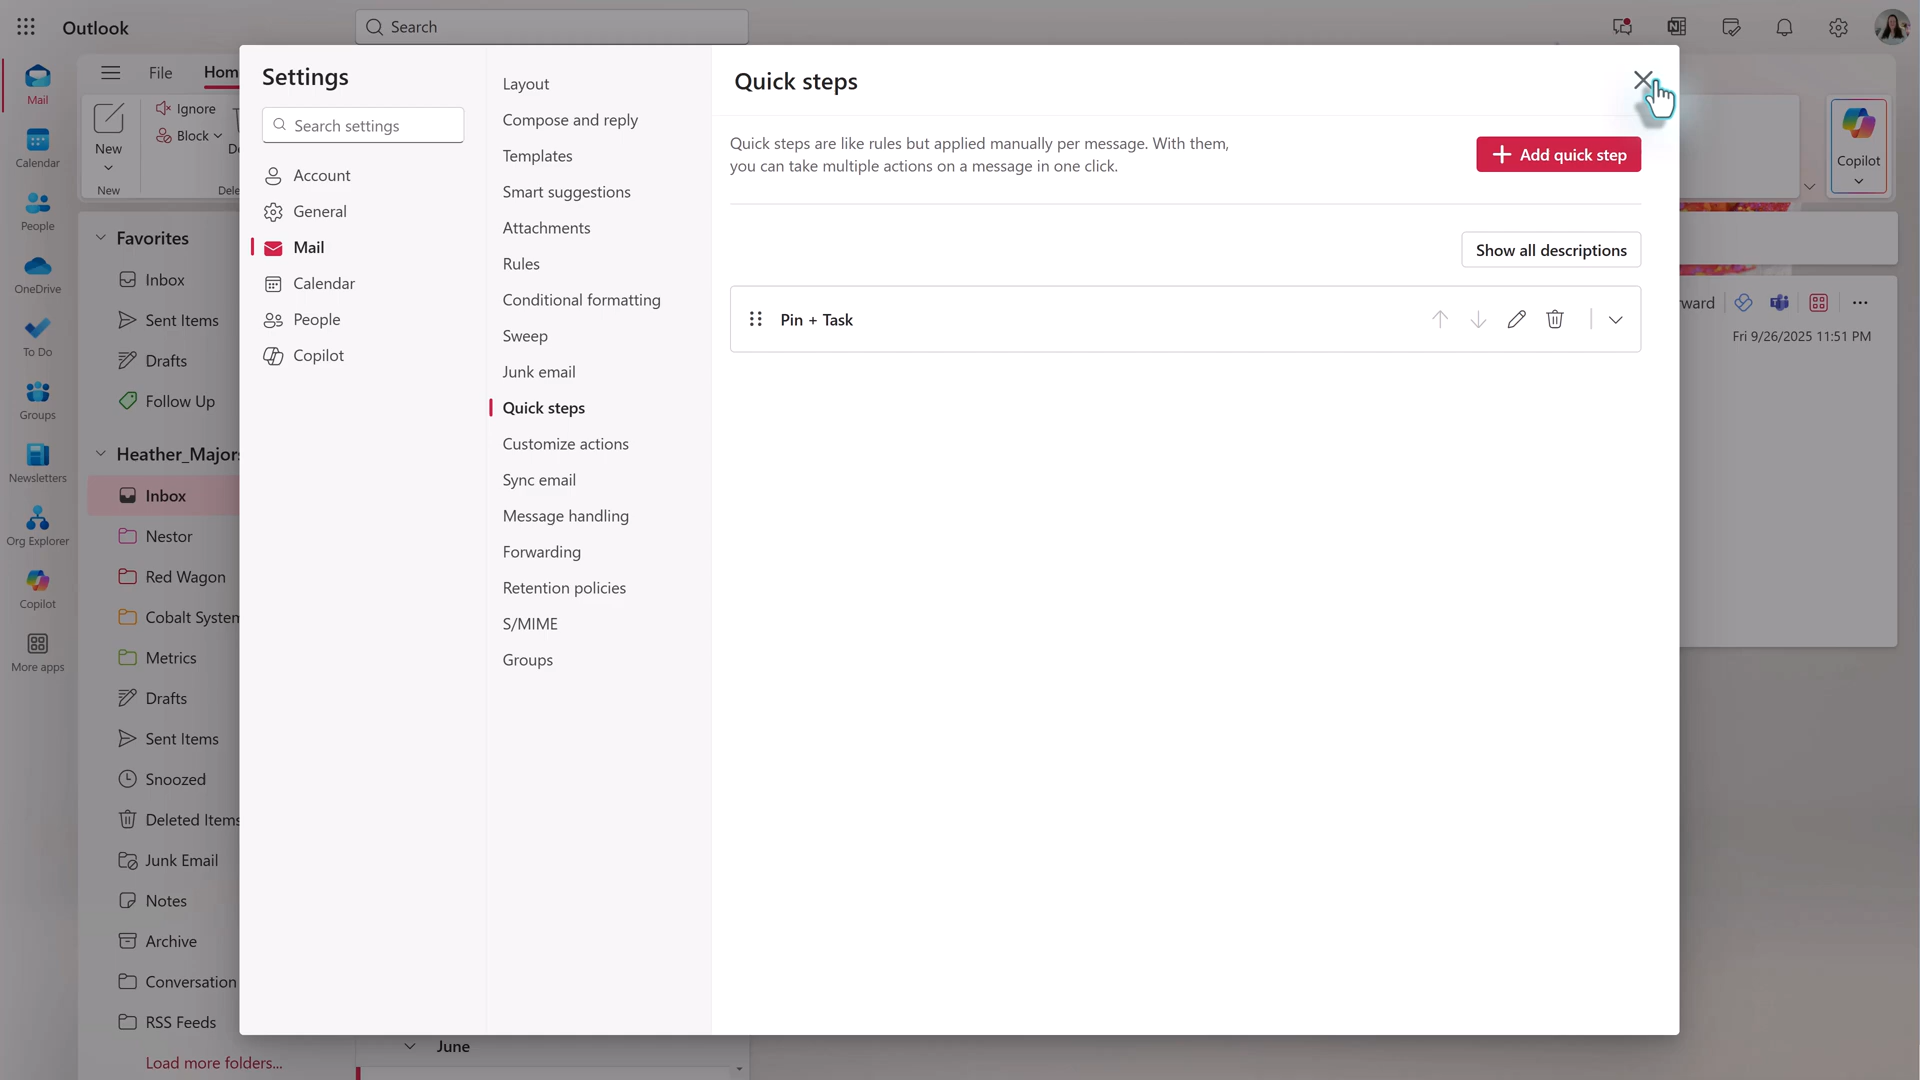 Outlook
Search
File
Hom
Ignore
Block
New
New
Dele
Mail
Calendar
People
OneDrive
To Do
Groups
Newsletters
Org Explorer
Copilot
More apps
Favorites
Inbox
Sent Items
Drafts
Follow Up
Heather_Majors
Inbox
Nestor
Red Wagon
Cobalt System
Metrics
Drafts
Sent Items
Snoozed
Deleted Items
Junk Email
Notes
Archive
Conversation
RSS Feeds
Load more folders...
Settings
Search settings
Account
General
Mail
Calendar
People
Copilot
Layout
Compose and reply
Templates
Smart suggestions
Attachments
Rules
Conditional formatting
Sweep
Junk email
Quick steps
Customize actions
Sync email
Message handling
Forwarding
Retention policies
S/MIME
Groups
Quick steps
Quick steps are like rules but applied manually per message. With them,
you can take multiple actions on a message in one click.
Add quick step
Show all descriptions
Pin + Task
Copilot
ward
Fri 9/26/2025 11:51 PM
June